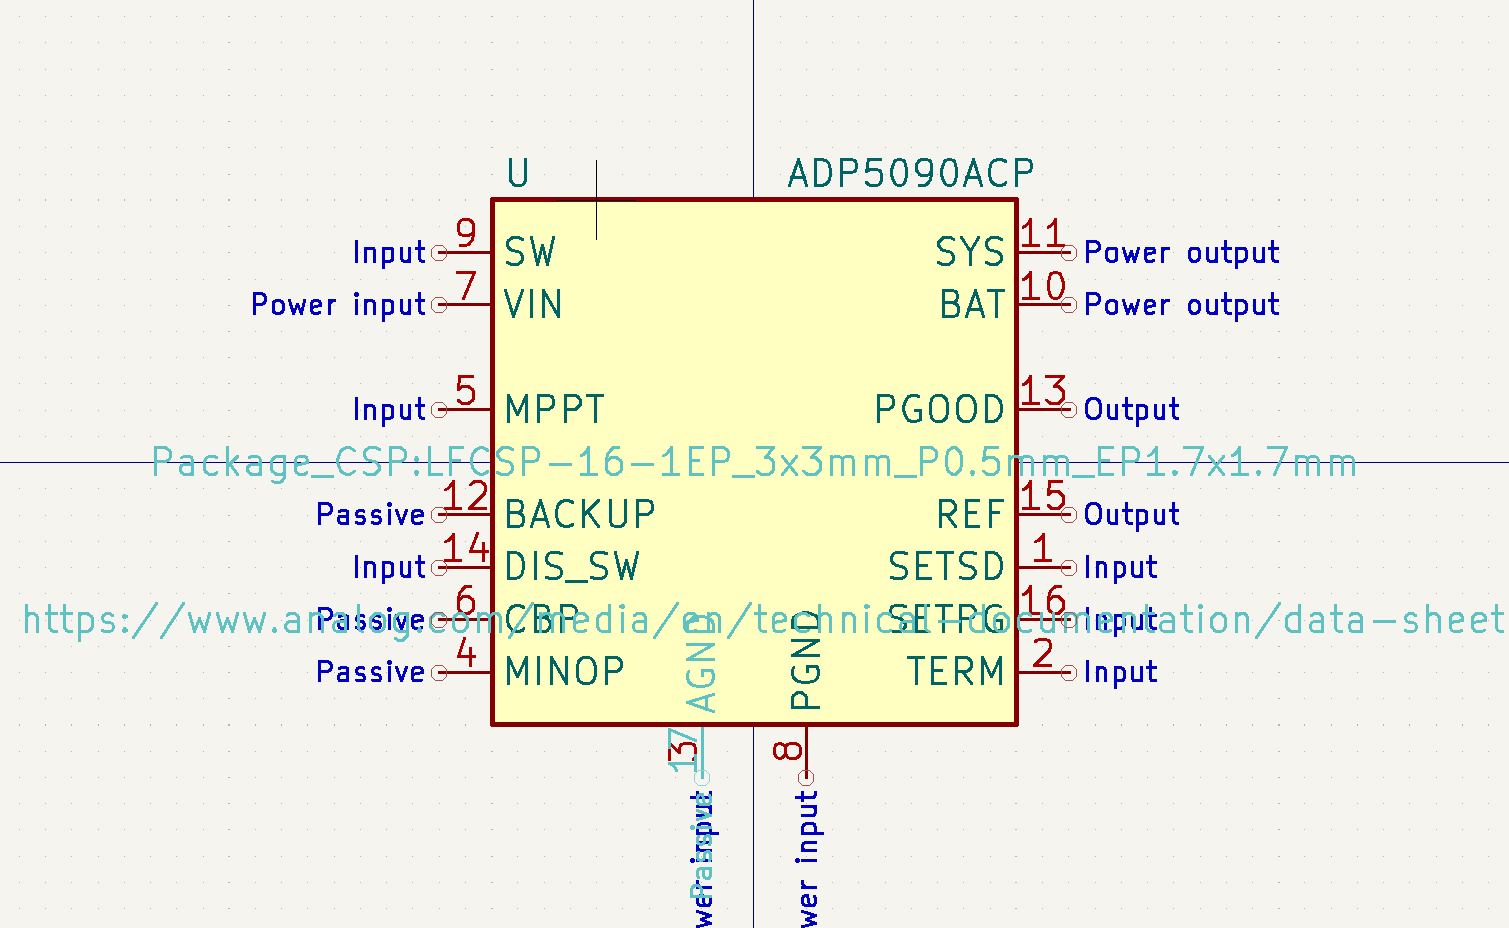 U ADP5090ACP
Input 9 SW SYS 11 Power output
Power input 7 VIN BAT 10 Power output
Input 5 MPPT PGOOD 13 Output
Package_CSP:LFCSP-16-1EP_3x3mm_P0.5mm_EP1.7x1.7mm
Passive 12 BACKUP REF 15 Output
Input 14 DIS_SW SETSD 1 Input
Passive 6 CBP SETPG 16 Input
https://www.analog.com/media/en/technical-documentation/data-sheet
Passive 4 MINOP TERM 2 Input
AGND PGND
3 17 8
wer input Passive wer input